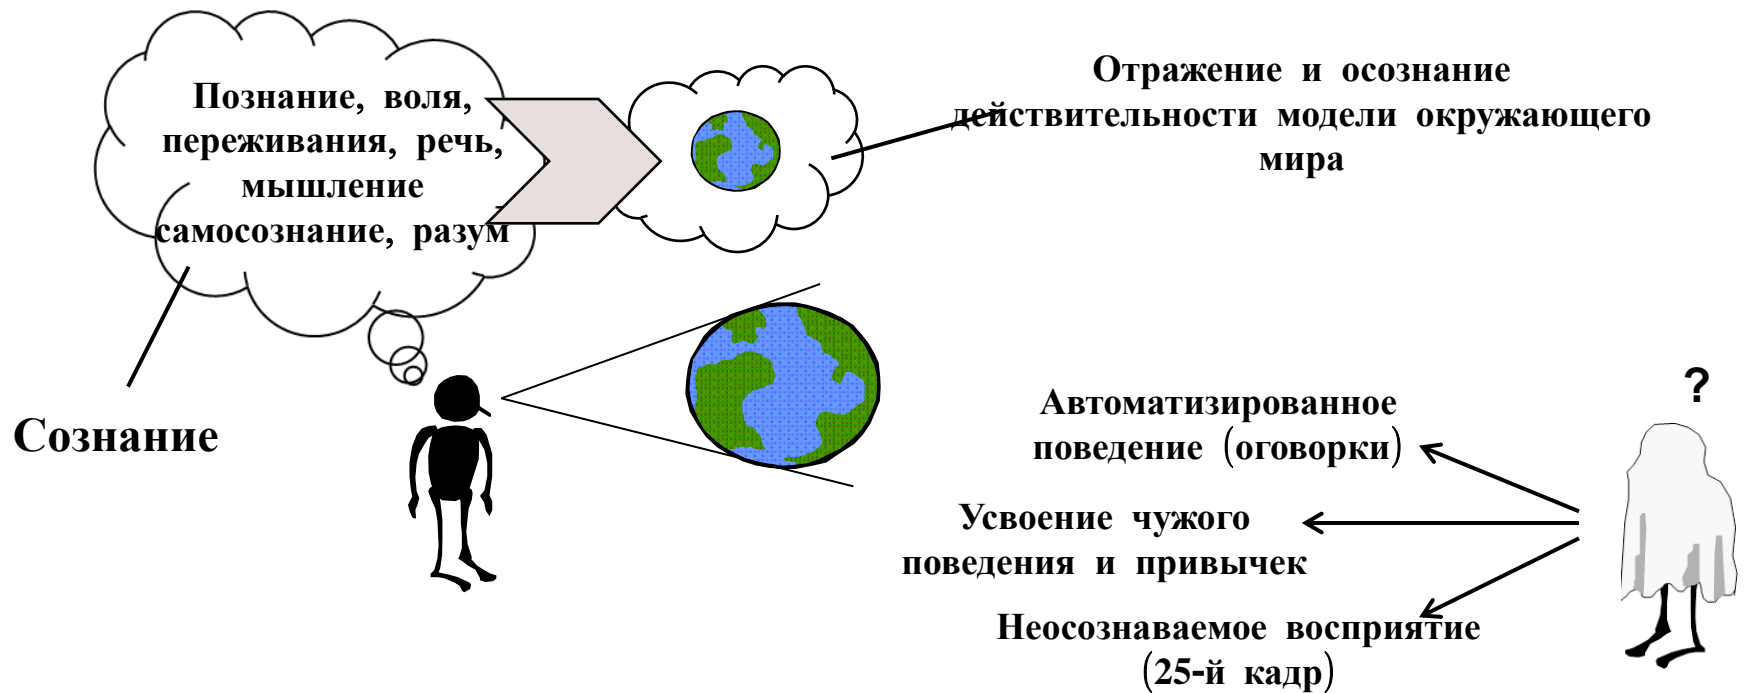 Познание, воля,
переживания, речь,
мышление
самосознание, разум
Отражение и осознание
действительности модели окружающего
мира
Сознание
?
Автоматизированное
поведение (оговорки)
Усвоение чужого
поведения и привычек
Неосознаваемое восприятие
(25-й кадр)